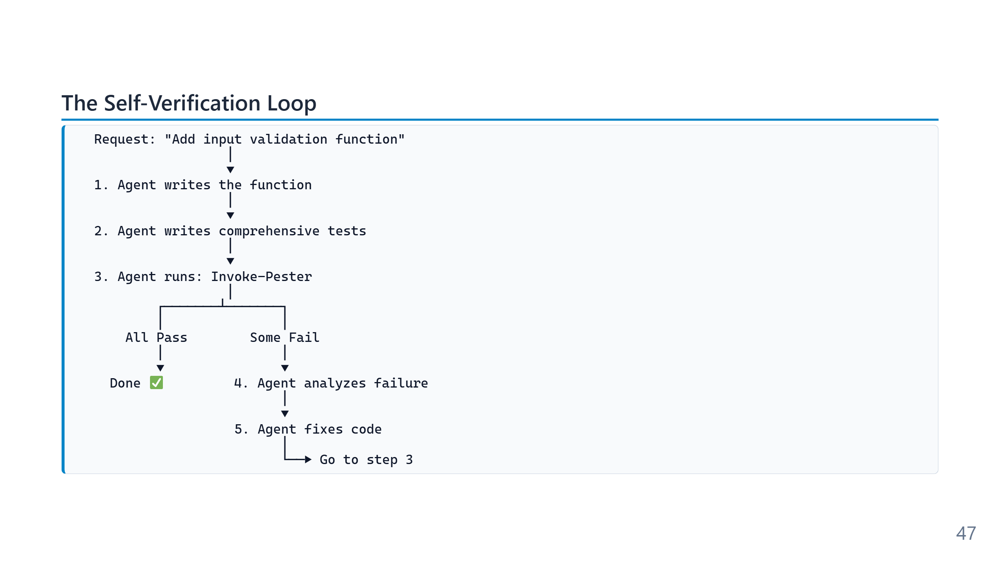 The Self-Verification Loop
Request: "Add input validation function"
1. Agent writes the function
2. Agent writes comprehensive tests
3. Agent runs: Invoke-Pester
All Pass Some Fail
Done ✅ 4. Agent analyzes failure
5. Agent fixes code
Go to step 3
47